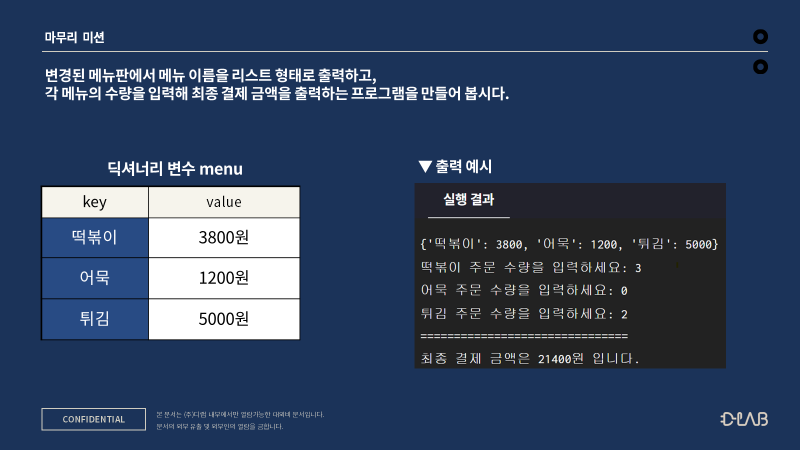 마무리 미션
변경된 메뉴판에서 메뉴 이름을 리스트 형태로 출력하고,
각 메뉴의 수량을 입력해 최종 결제 금액을 출력하는 프로그램을 만들어 봅시다.
딕셔너리 변수 menu
key value
떡볶이 3800원
어묵 1200원
튀김 5000원
▼ 출력 예시
실행 결과
{'떡볶이': 3800, '어묵': 1200, '튀김': 5000}
떡볶이 주문 수량을 입력하세요: 3
어묵 주문 수량을 입력하세요: 0
튀김 주문 수량을 입력하세요: 2
===============================
최종 결제 금액은 21400원 입니다.
CONFIDENTIAL
본 문서는 (주)디랩 내부에서만 열람가능한 대외비 문서입니다.
문서의 외부 유출 및 외부인의 열람을 금합니다.
D-LAB